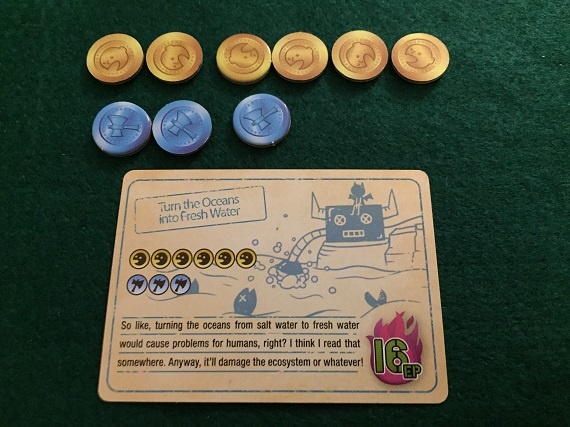 Turn the Oceans
into Fresh Water
So like, turning the oceans from salt water to fresh water
would cause problems for humans, right? I think I read that
somewhere. Anyway, it'll damage the ecosystem or whatever!
16 EP